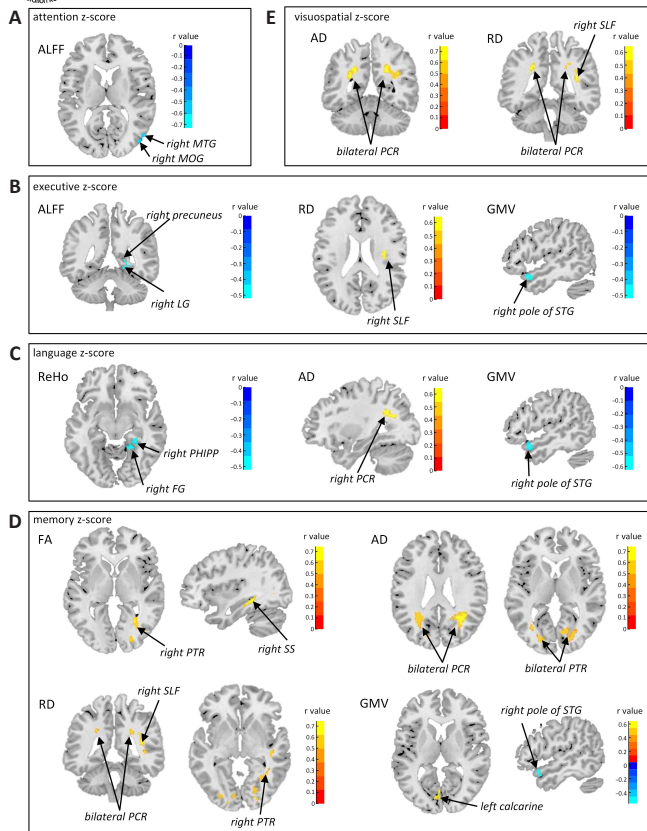 A
attention z-score
ALFF
r value
0
-0.1
-0.2
-0.3
-0.4
-0.5
-0.6
-0.7
right MTG
right MOG
E
visuospatial z-score
AD
r value
0.7
0.6
0.5
0.4
0.3
0.2
0.1
0
bilateral PCR
RD
right SLF
r value
0.6
0.5
0.4
0.3
0.2
0.1
0
bilateral PCR
B
executive z-score
ALFF
right precuneus
right LG
r value
0
-0.1
-0.2
-0.3
-0.4
-0.5
RD
r value
0.6
0.5
0.4
0.3
0.2
0.1
0
right SLF
GMV
r value
0
-0.1
-0.2
-0.3
-0.4
-0.5
right pole of STG
C
language z-score
ReHo
r value
0
-0.1
-0.2
-0.3
-0.4
-0.5
right PHIPP
right FG
AD
r value
0.6
0.5
0.4
0.3
0.2
0.1
0
right PCR
GMV
r value
0
-0.1
-0.2
-0.3
-0.4
-0.5
right pole of STG
D
memory z-score
FA
r value
0.7
0.6
0.5
0.4
0.3
0.2
0.1
0
right PTR
right SS
AD
r value
0.7
0.6
0.5
0.4
0.3
0.2
0.1
0
bilateral PCR
bilateral PTR
RD
right SLF
r value
0.7
0.6
0.5
0.4
0.3
0.2
0.1
0
bilateral PCR
right PTR
GMV
right pole of STG
r value
0.6
0.4
0.2
0
-0.2
-0.4
left calcarine